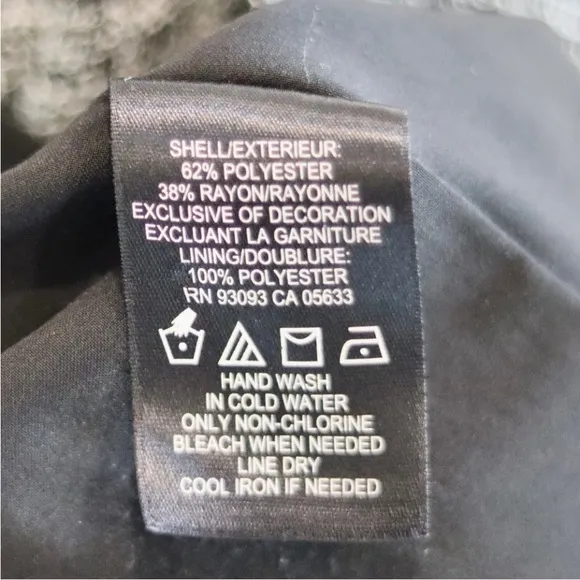 SHELL/EXTERIEUR:
62% POLYESTER
38% RAYON/RAYONNE
EXCLUSIVE OF DECORATION
EXCLUANT LA GARNITURE
LINING/DOUBLURE:
100% POLYESTER
RN 93093 CA 05633
HAND WASH
IN COLD WATER
ONLY NON-CHLORINE
BLEACH WHEN NEEDED
LINE DRY
COOL IRON IF NEEDED